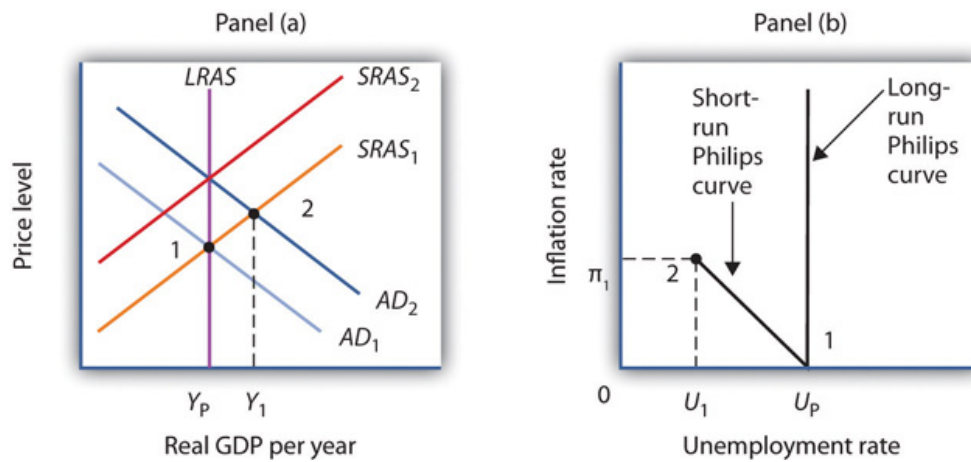 Panel (a)
LRAS
SRAS2
SRAS1
2
1
AD2
AD1
Price level
YP
Y1
Real GDP per year
Panel (b)
Short-
run
Philips
curve
Long-
run
Philips
curve
Inflation rate
π1
2
1
0
U1
UP
Unemployment rate